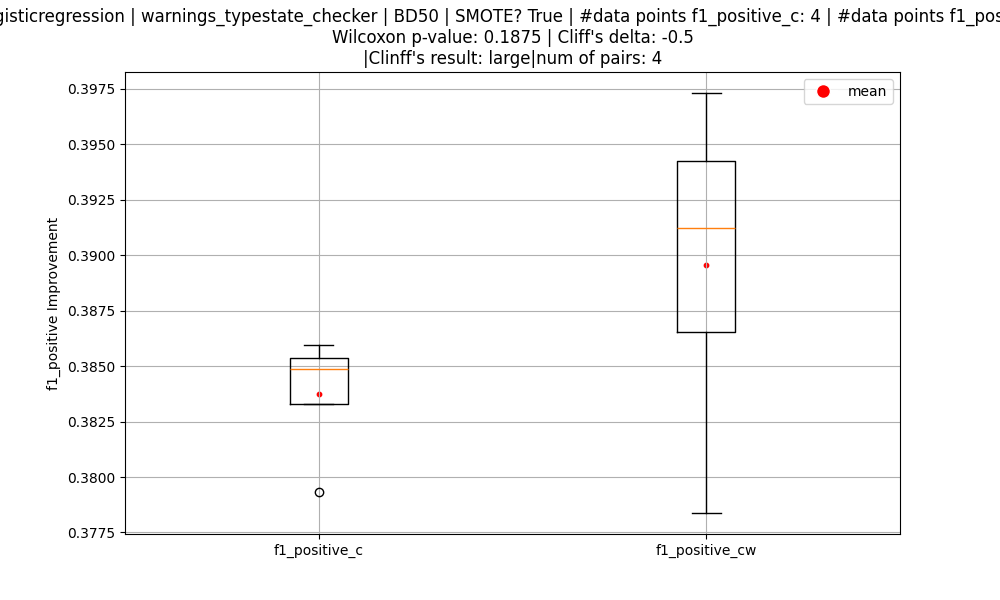 gisticregression | warnings_typestate_checker | BD50 | SMOTE? True | #data points f1_positive_c: 4 | #data points f1_pos
Wilcoxon p-value: 0.1875 | Cliff's delta: -0.5
|Clinff's result: large|num of pairs: 4
mean
0.3975
0.3950
0.3925
0.3900
0.3875
0.3850
0.3825
0.3800
0.3775
f1_positive Improvement
f1_positive_c
f1_positive_cw